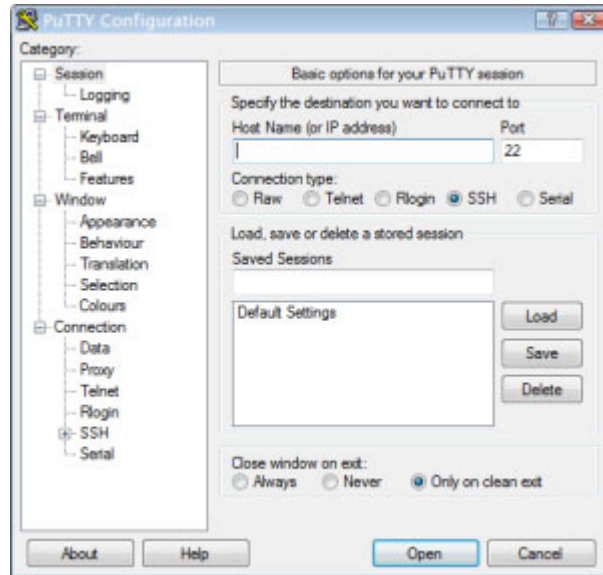 PuTTY Configuration
Category:
Session
Logging
Terminal
Keyboard
Bell
Features
Window
Appearance
Behaviour
Translation
Selection
Colours
Connection
Data
Proxy
Telnet
Rlogin
SSH
Serial
Basic options for your PuTTY session
Specify the destination you want to connect to
Host Name (or IP address) Port
22
Connection type:
Raw Telnet Rlogin SSH Serial
Load, save or delete a stored session
Saved Sessions
Default Settings
Load
Save
Delete
Close window on exit:
Always Never Only on clean exit
About Help Open Cancel